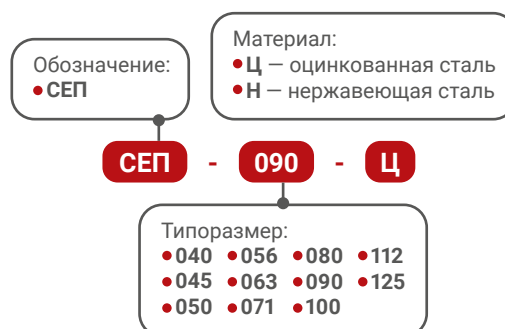 Обозначение:
•СЕП
Материал:
•Ц — оцинкованная сталь
•Н — нержавеющая сталь
СЕП - 090 - Ц
Типоразмер:
•040 •056 •080 •112
•045 •063 •090 •125
•050 •071 •100